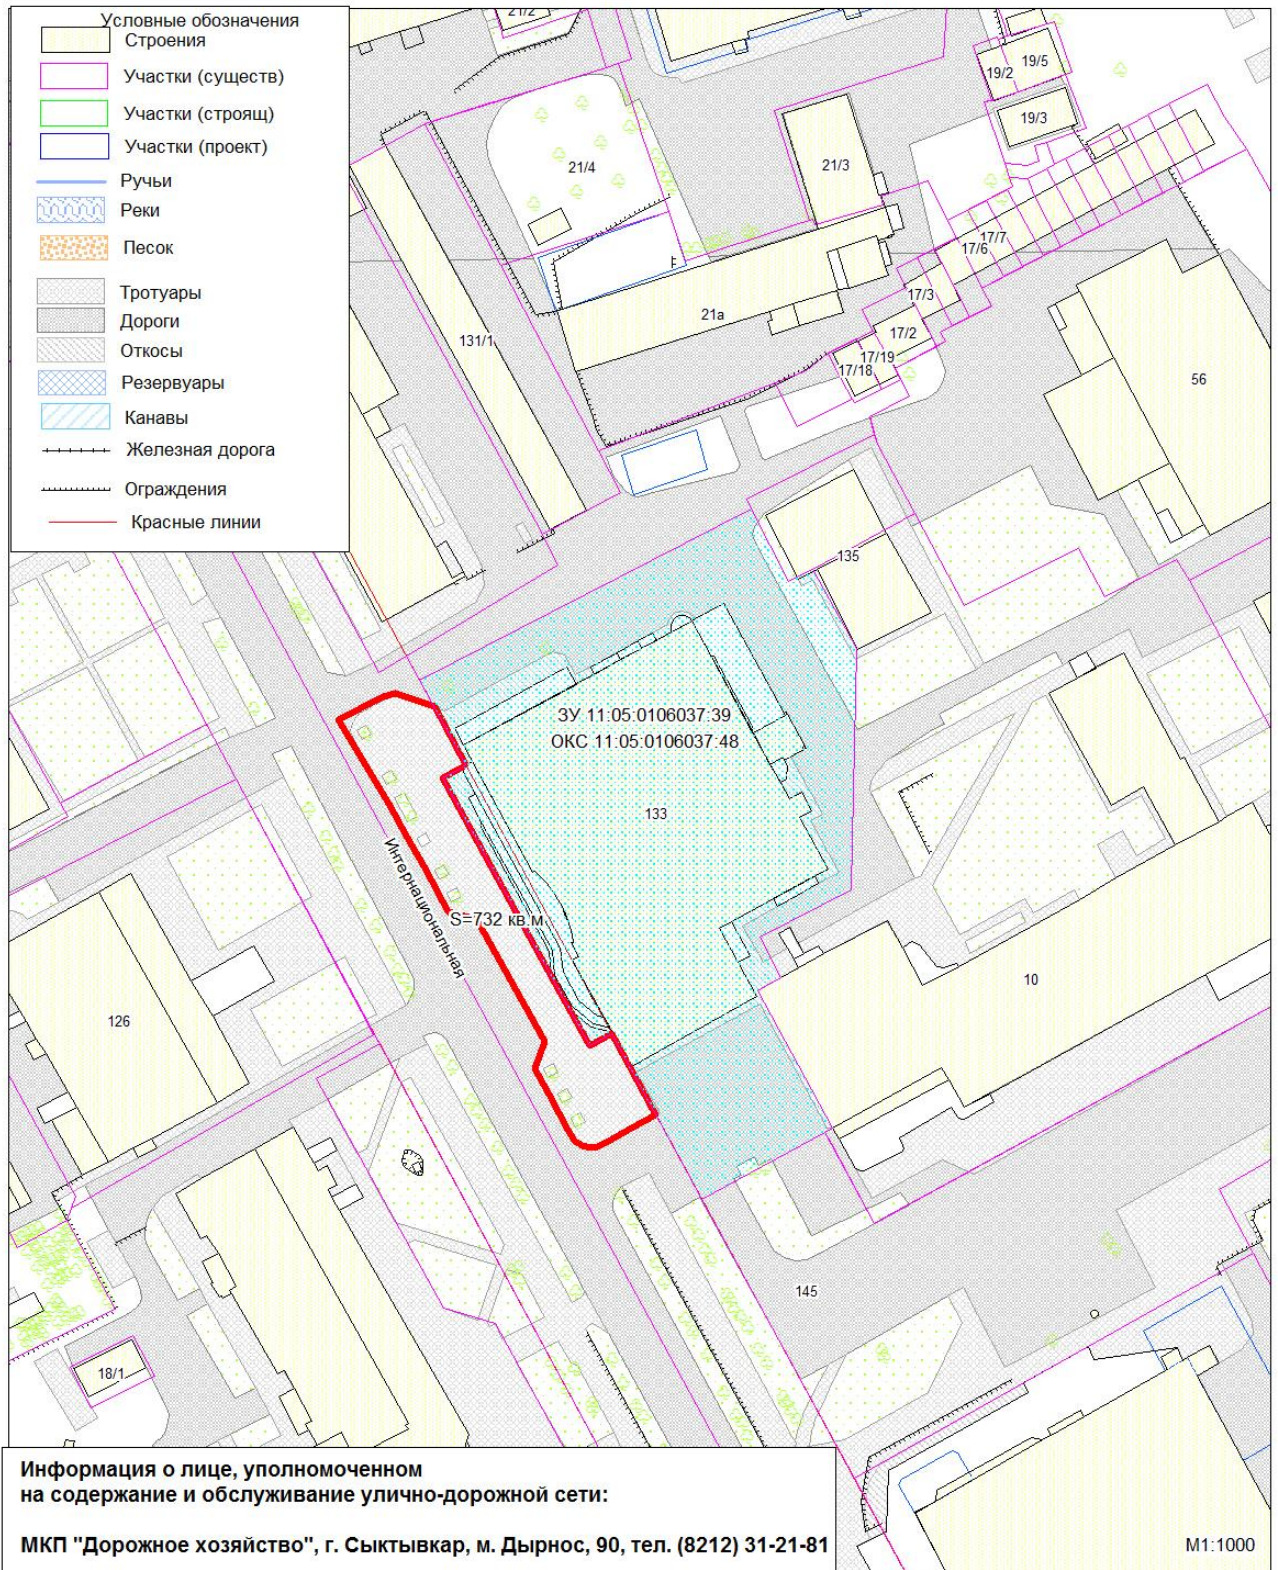 Условные обозначения
Строения
Участки (существ)
Участки (строящ)
Участки (проект)
Ручьи
Реки
Песок
Тротуары
Дороги
Откосы
Резервуары
Канавы
Железная дорога
Ограждения
Красные линии
21/2
19/5
19/2
19/3
21/4
21/3
17/7
17/6
17/3
21а
17/2
131/1
17/19
17/18
56
135
ЗУ 11:05:0106037:39
ОКС 11:05:0106037:48
133
Интернациональная
S=732 кв.м
10
126
145
18/1
Информация о лице, уполномоченном
на содержание и обслуживание улично-дорожной сети:
МКП "Дорожное хозяйство", г. Сыктывкар, м. Дырнос, 90, тел. (8212) 31-21-81
М1:1000